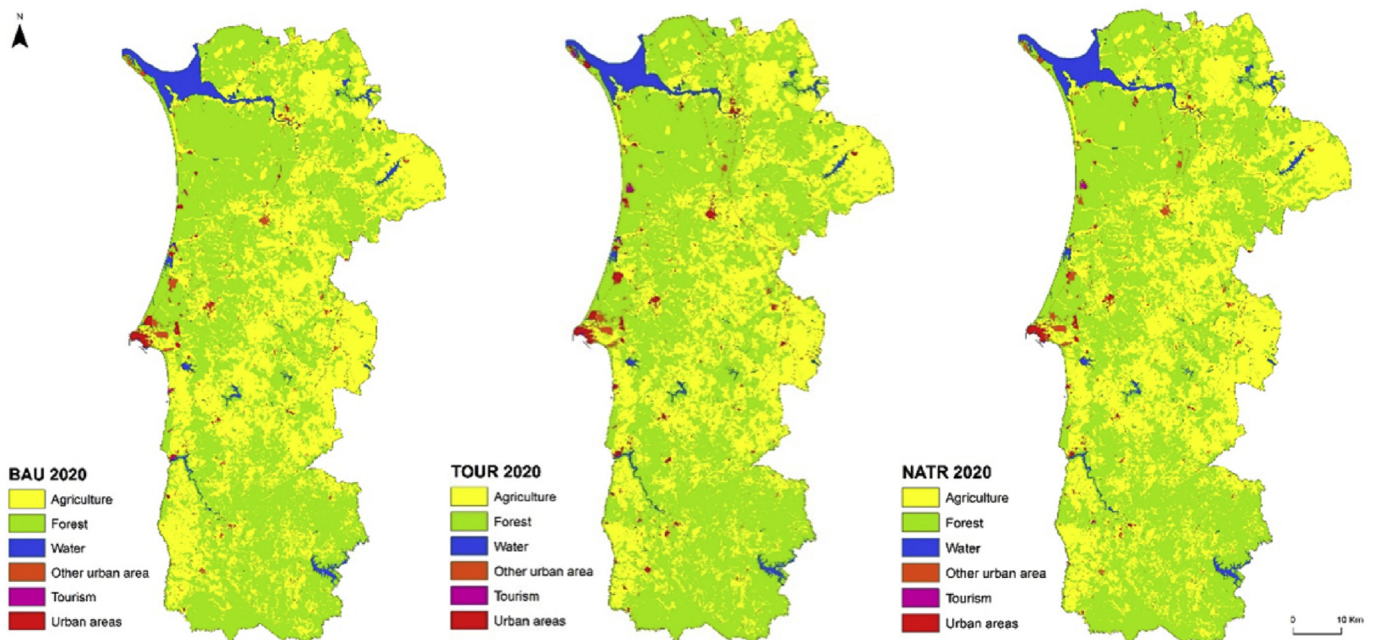 N
BAU 2020
Agriculture
Forest
Water
Other urban area
Tourism
Urban areas
TOUR 2020
Agriculture
Forest
Water
Other urban area
Tourism
Urban areas
NATR 2020
Agriculture
Forest
Water
Other urban area
Tourism
Urban areas
0 10 Km